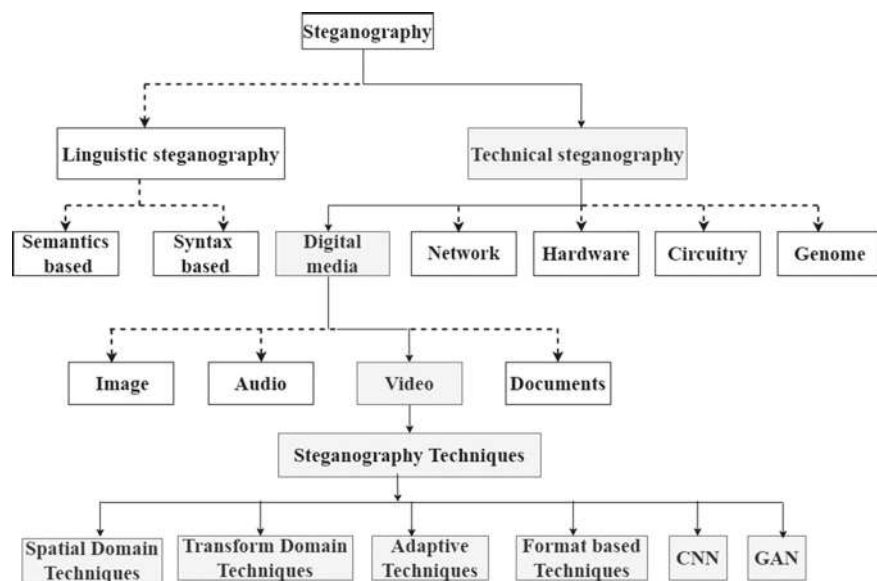 Steganography
Linguistic steganography
Technical steganography
Semantics
based
Syntax
based
Digital
media
Network
Hardware
Circuitry
Genome
Image
Audio
Video
Documents
Steganography Techniques
Spatial Domain
Techniques
Transform Domain
Techniques
Adaptive
Techniques
Format based
Techniques
CNN
GAN